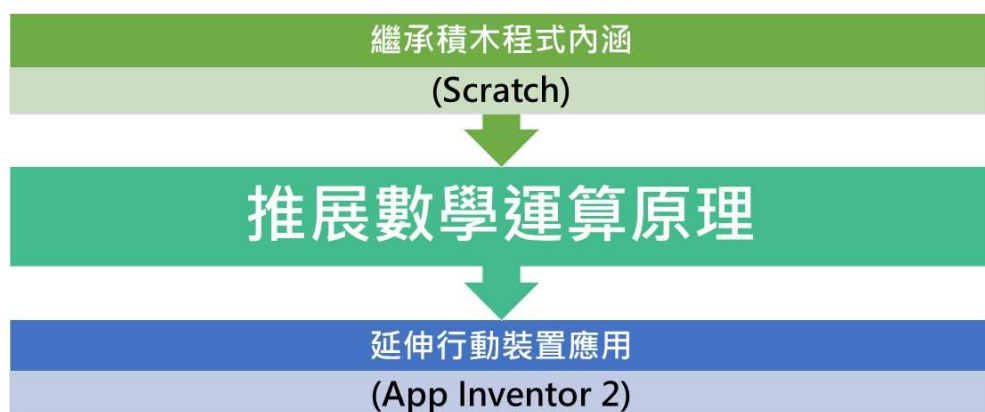 繼承積木程式內涵
(Scratch)
推展數學運算原理
延伸行動裝置應用
(App Inventor 2)